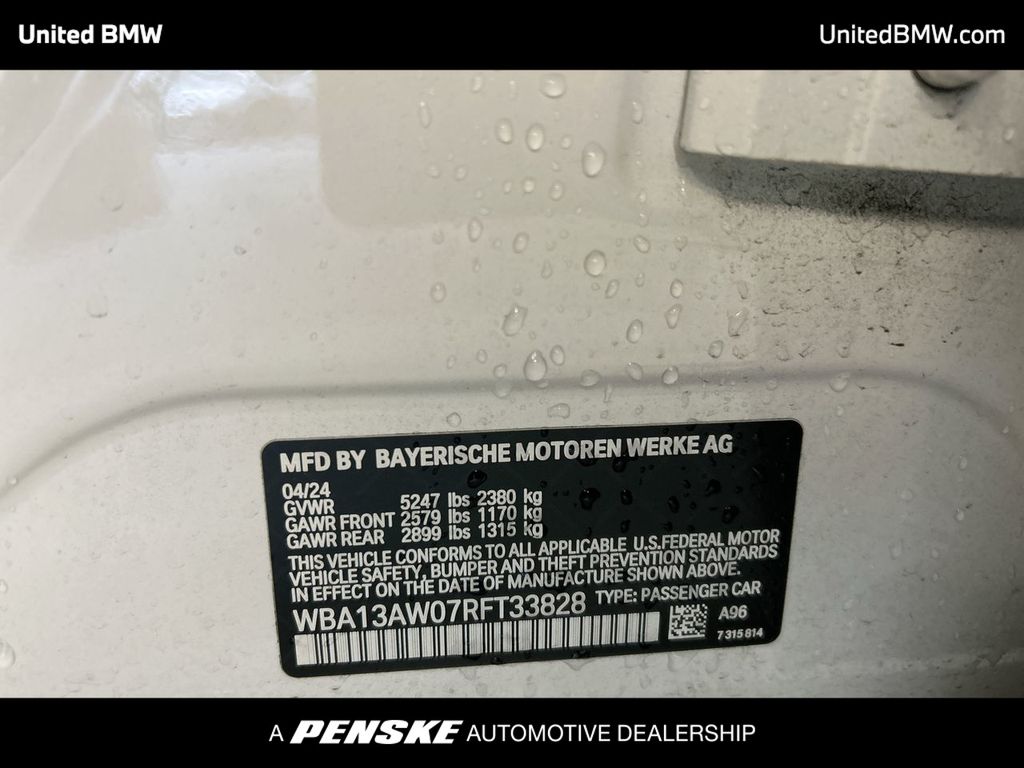 United BMW
UnitedBMW.com
MFD BY BAYERISCHE MOTOREN WERKE AG
04/24
GVWR 5247 lbs 2380 kg
GAWR FRONT 2579 lbs 1170 kg
GAWR REAR 2899 lbs 1315 kg
THIS VEHICLE CONFORMS TO ALL APPLICABLE U.S.FEDERAL MOTOR
VEHICLE SAFETY, BUMPER AND THEFT PREVENTION STANDARDS
IN EFFECT ON THE DATE OF MANUFACTURE SHOWN ABOVE.
WBA13AW07RFT33828 TYPE: PASSENGER CAR
A96
7 315 814
A PENSKE AUTOMOTIVE DEALERSHIP